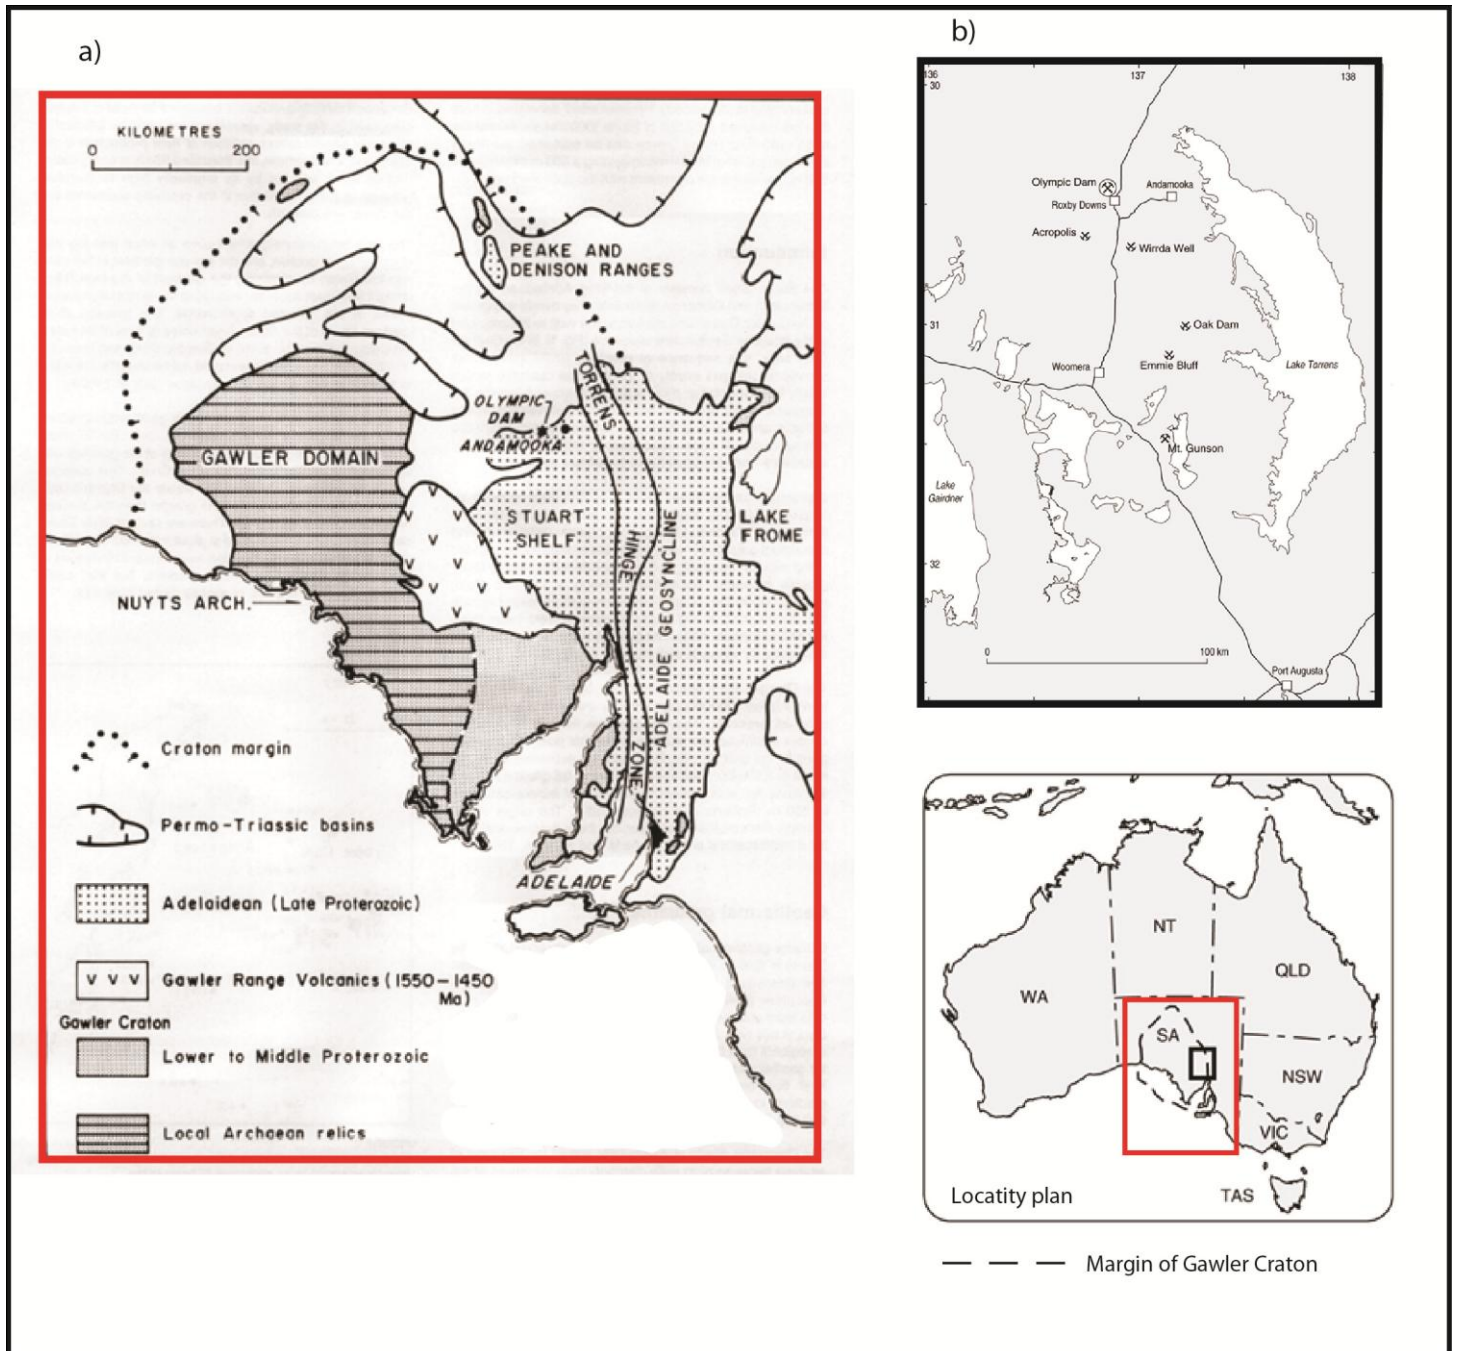 a)
KILOMETRES
0 200
PEAKE AND
DENISON RANGES
TORRENS
OLYMPIC
DAM
ANDAMOOKA
GAWLER DOMAIN
STUART
SHELF
HINGE
ADELAIDE GEOSYNCLINE
LAKE
FROME
NUYTS ARCH.
ZONE
ADELAIDE
Craton margin
Permo-Triassic basins
Adelaidean (Late Proterozoic)
Gawler Range Volcanics (1550-1450
Ma)
Gawler Craton
Lower to Middle Proterozoic
Local Archaean relics
b)
136 137 138
30
Olympic Dam
Andamooka
Roxby Downs
Acropolis
Wirrda Well
31
Oak Dam
Emmie Bluff
Woomera
Lake Torrens
Mt. Gunson
Lake
Gairdner
32
0 100 km
Port Augusta
NT
QLD
WA
SA
NSW
VIC
TAS
Locatity plan
Margin of Gawler Craton